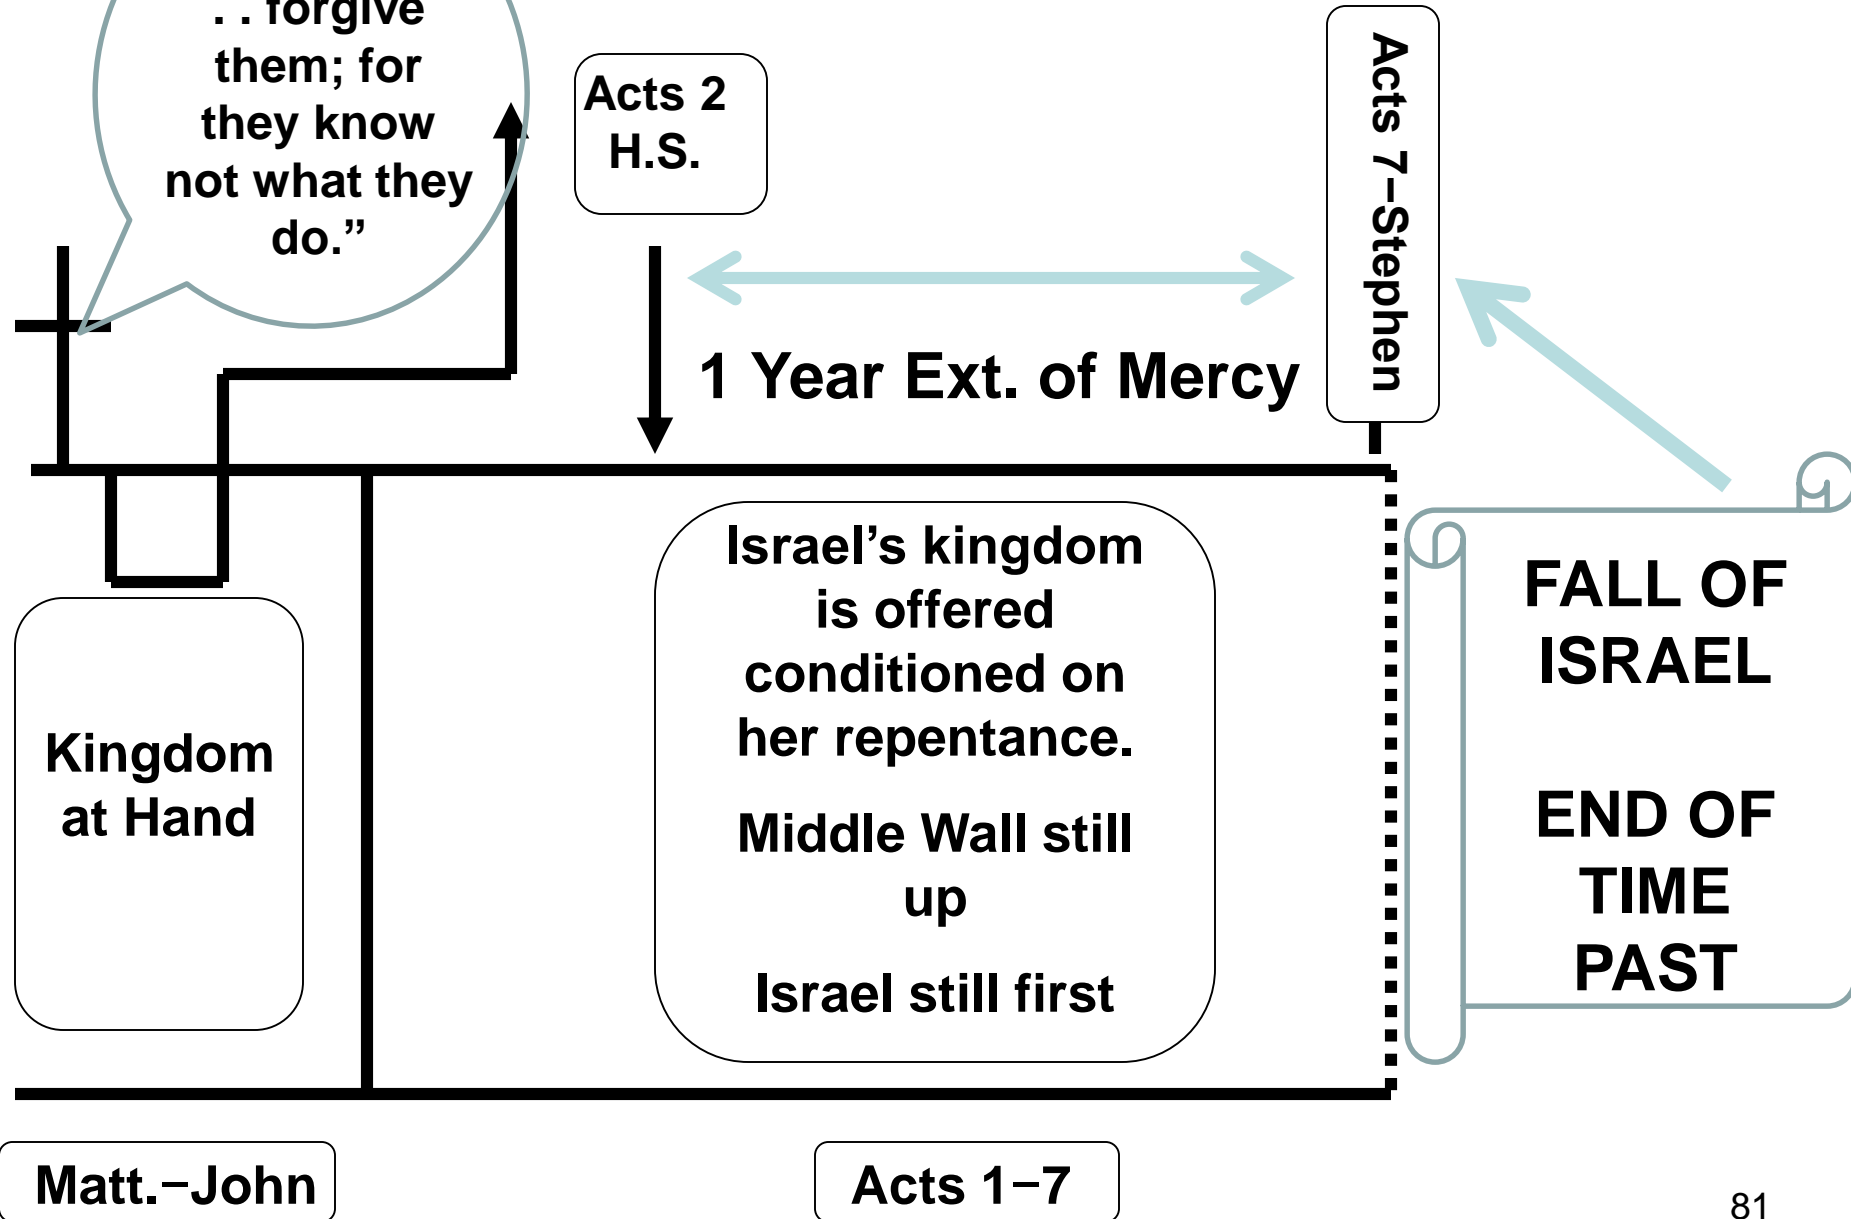 . . forgive
them; for
they know
not what they
do.”
Acts 2
H.S.
Acts 7–Stephen
1 Year Ext. of Mercy
Kingdom
at Hand
Israel’s kingdom
is offered
conditioned on
her repentance.
Middle Wall still
up
Israel still first
FALL OF
ISRAEL
END OF
TIME
PAST
Matt.–John
Acts 1–7
81